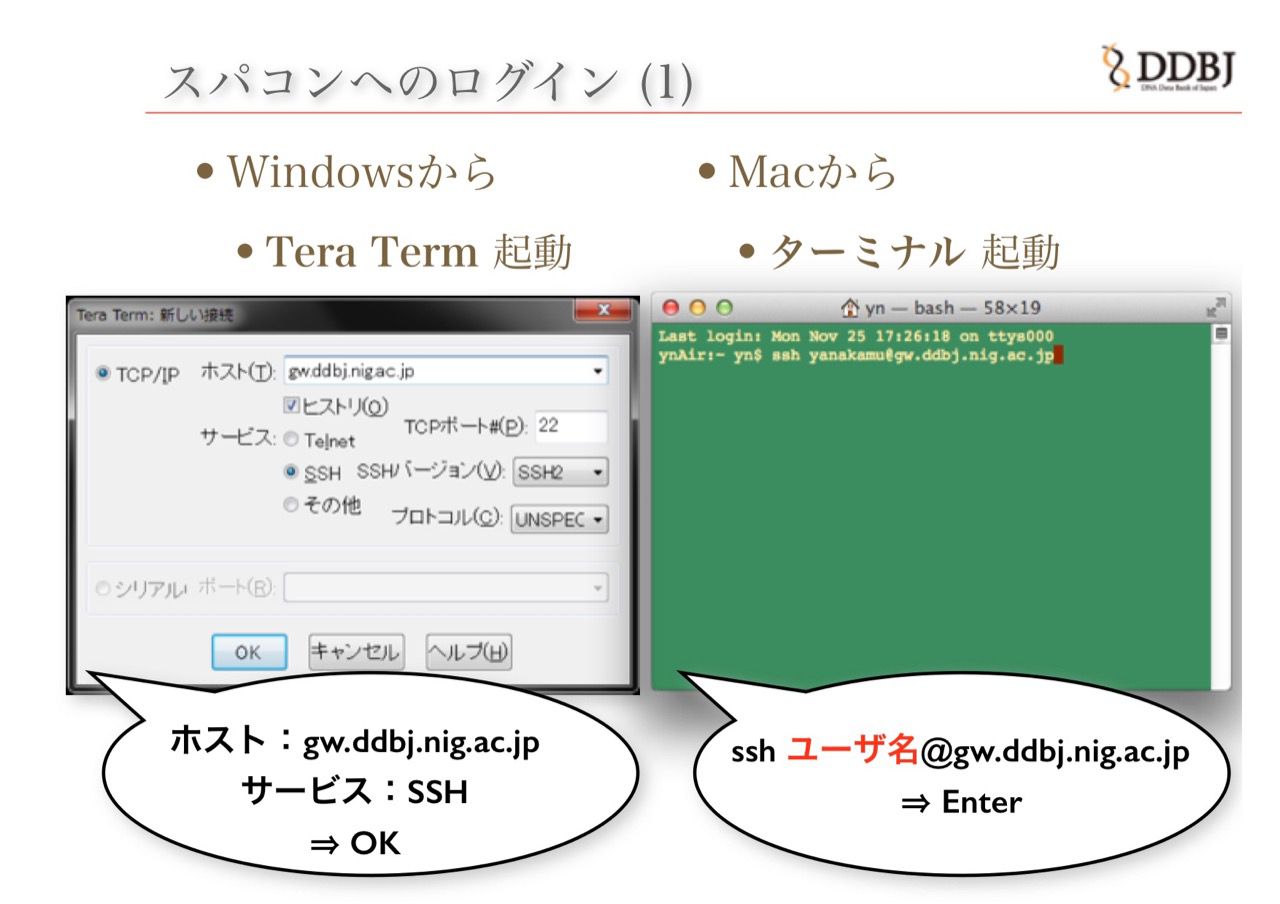 スパコンへのログイン (1)
DDBJ
DNA Data Bank of Japan
• Windowsから
• Tera Term 起動
Tera Term: 新しい接続
TCP/IP ホスト(T): gw.ddbj.nig.ac.jp
ヒストリ(O)
サービス: Telnet TCPポート#(P): 22
SSH SSHバージョン(V): SSH2
その他 プロトコル(C): UNSPEC
シリアル ポート(R):
OK キャンセル ヘルプ(H)
ホスト：gw.ddbj.nig.ac.jp
サービス：SSH
⇒ OK
• Macから
• ターミナル 起動
yn — bash — 58×19
Last login: Mon Nov 25 17:26:18 on ttys000
ynAir:~ yn$ ssh yanakamu@gw.ddbj.nig.ac.jp
ssh ユーザ名@gw.ddbj.nig.ac.jp
⇒ Enter